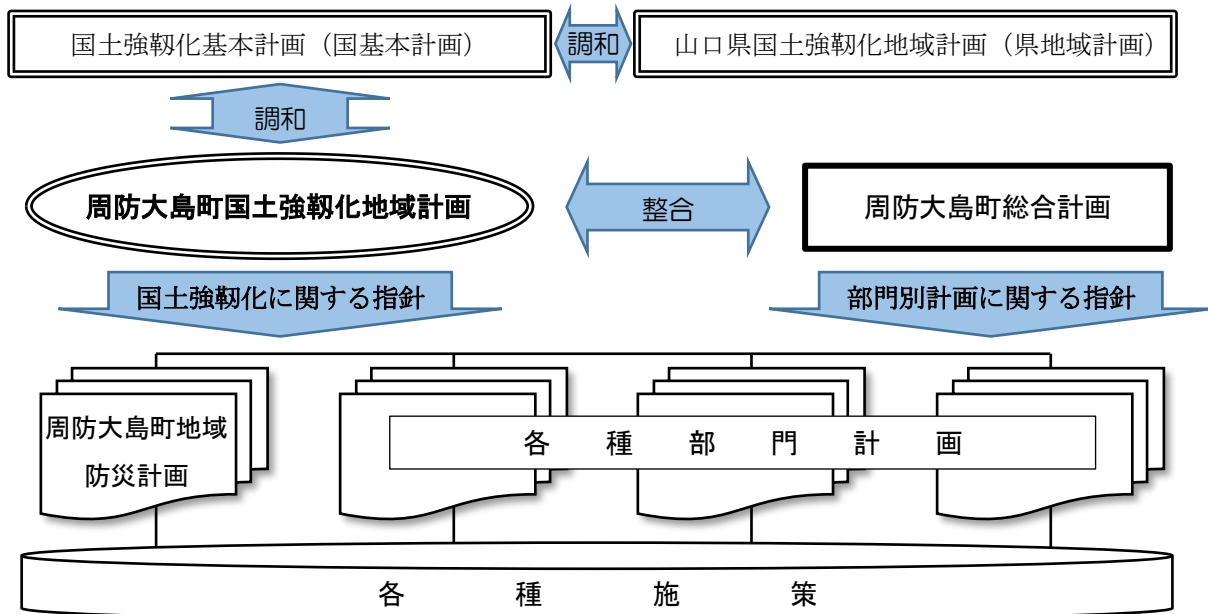 国土強靱化基本計画（国基本計画）
調和
山口県国土強靱化地域計画（県地域計画）
調和
周防大島町国土強靱化地域計画
整合
周防大島町総合計画
国土強靱化に関する指針
部門別計画に関する指針
周防大島町地域
防災計画
各種部門計画
各種施策